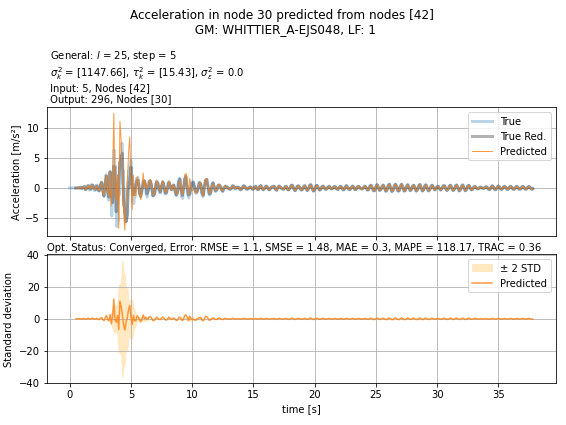 Acceleration in node 30 predicted from nodes [42]
GM: WHITTIER_A-EJS048, LF: 1
General: l = 25, step = 5
σ²ₖ = [1147.66], τ²ₖ = [15.43], σ²ε = 0.0
Input: 5, Nodes [42]
Output: 296, Nodes [30]
Acceleration [m/s²]
10
5
0
−5
True
True Red.
Predicted
Opt. Status: Converged, Error: RMSE = 1.1, SMSE = 1.48, MAE = 0.3, MAPE = 118.17, TRAC = 0.36
Standard deviation
40
20
0
−20
−40
± 2 STD
Predicted
0 5 10 15 20 25 30 35
time [s]